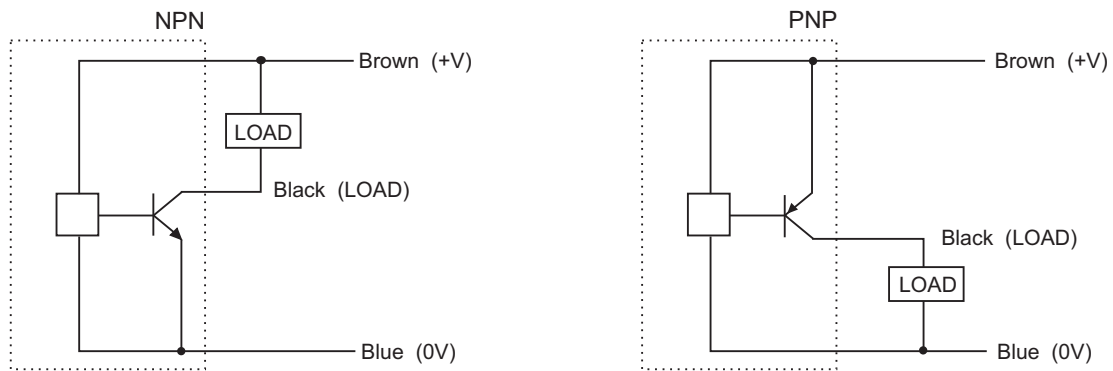 NPN
Brown (+V)
LOAD
Black (LOAD)
Blue (0V)
PNP
Brown (+V)
Black (LOAD)
LOAD
Blue (0V)